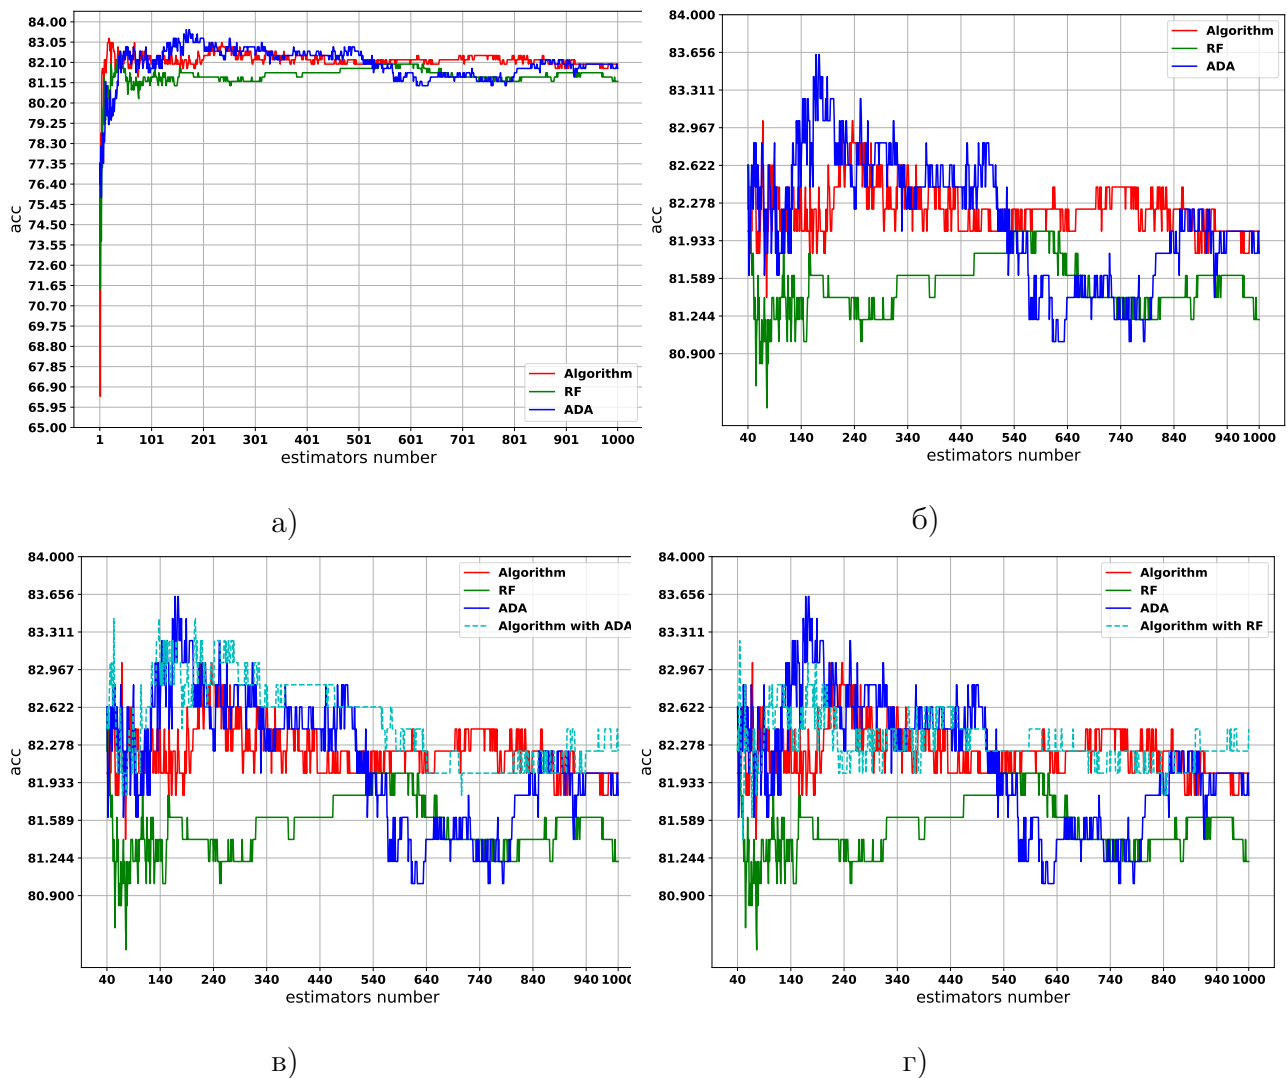 84.00
83.05
82.10
81.15
80.20
79.25
78.30
77.35
76.40
75.45
74.50
73.55
72.60
71.65
70.70
69.75
68.80
67.85
66.90
65.95
65.00
acc
Algorithm
RF
ADA
1 101 201 301 401 501 601 701 801 901 1000
estimators number
а)
84.000
83.656
83.311
82.967
82.622
82.278
81.933
81.589
81.244
80.900
acc
Algorithm
RF
ADA
40 140 240 340 440 540 640 740 840 940 1000
estimators number
б)
84.000
83.656
83.311
82.967
82.622
82.278
81.933
81.589
81.244
80.900
acc
Algorithm
RF
ADA
Algorithm with ADA
40 140 240 340 440 540 640 740 840 940 1000
estimators number
в)
84.000
83.656
83.311
82.967
82.622
82.278
81.933
81.589
81.244
80.900
acc
Algorithm
RF
ADA
Algorithm with RF
40 140 240 340 440 540 640 740 840 940 1000
estimators number
г)